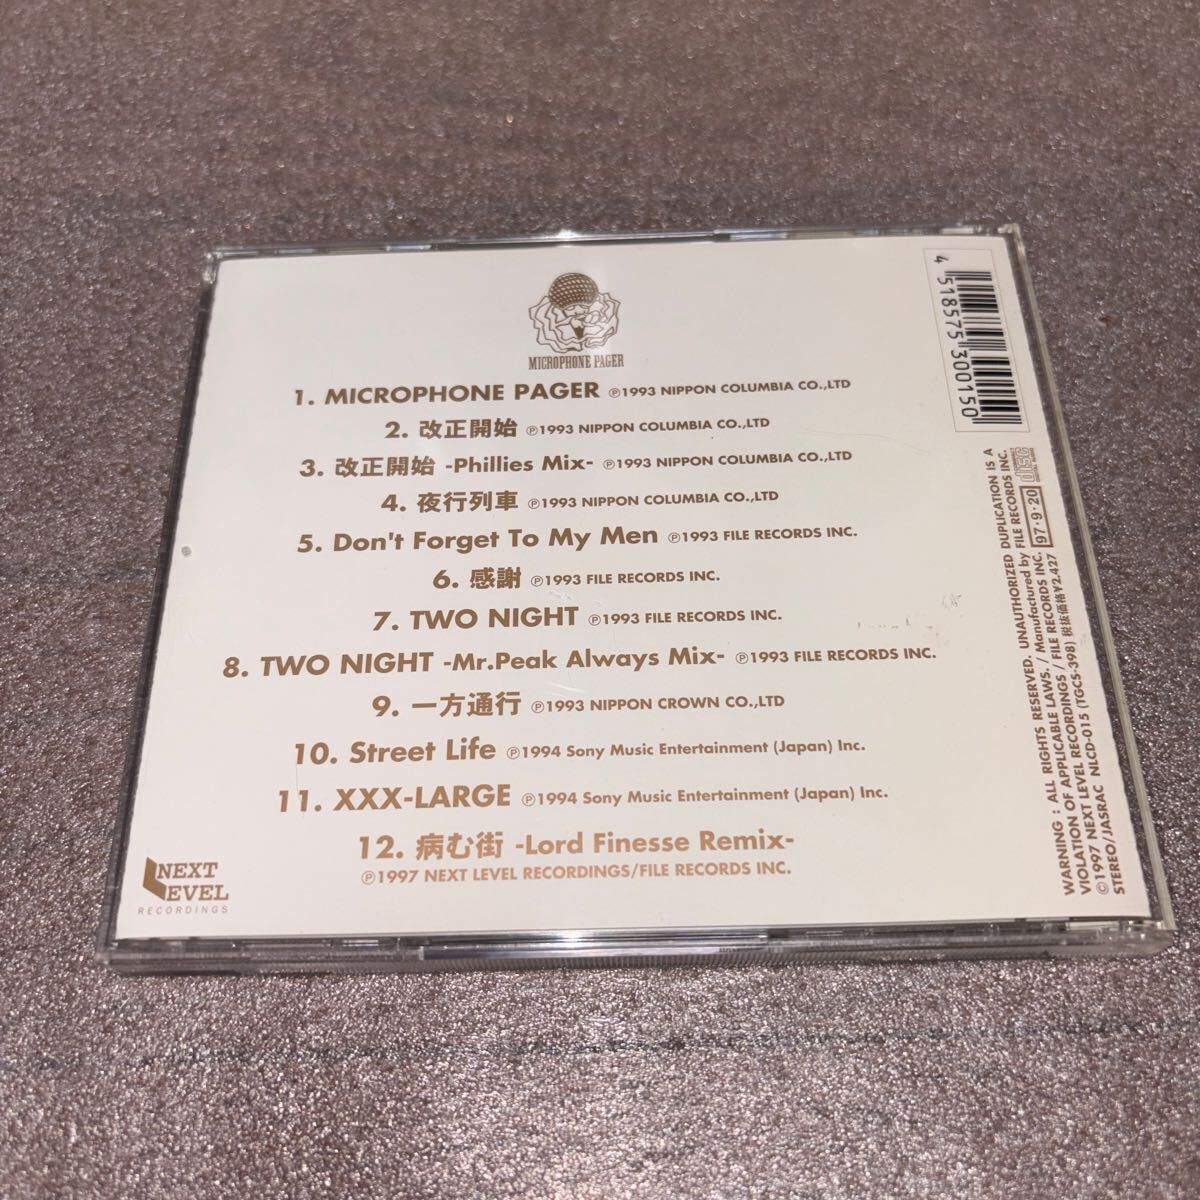 MICROPHONE PAGER
1. MICROPHONE PAGER ℗1993 NIPPON COLUMBIA CO.,LTD
2. 改正開始 ℗1993 NIPPON COLUMBIA CO.,LTD
3. 改正開始 -Phillies Mix- ℗1993 NIPPON COLUMBIA CO.,LTD
4. 夜行列車 ℗1993 NIPPON COLUMBIA CO.,LTD
5. Don't Forget To My Men ℗1993 FILE RECORDS INC.
6. 感謝 ℗1993 FILE RECORDS INC.
7. TWO NIGHT ℗1993 FILE RECORDS INC.
8. TWO NIGHT -Mr.Peak Always Mix- ℗1993 FILE RECORDS INC.
9. 一方通行 ℗1993 NIPPON CROWN CO.,LTD
10. Street Life ℗1994 Sony Music Entertainment (Japan) Inc.
11. XXX-LARGE ℗1994 Sony Music Entertainment (Japan) Inc.
12. 病む街 -Lord Finesse Remix-
℗1997 NEXT LEVEL RECORDINGS/FILE RECORDS INC.
NEXT
LEVEL
RECORDINGS
4 518575 300150
disc
97・9・20
WARNING : ALL RIGHTS RESERVED. UNAUTHORIZED DUPLICATION IS A
VIOLATION OF APPLICABLE LAWS. / Manufactured by FILE RECORDS INC.
©1997 NEXT LEVEL RECORDINGS / FILE RECORDS INC.
STEREO/JASRAC NLCD-015 (TGCS-398) 税抜価格¥2,427